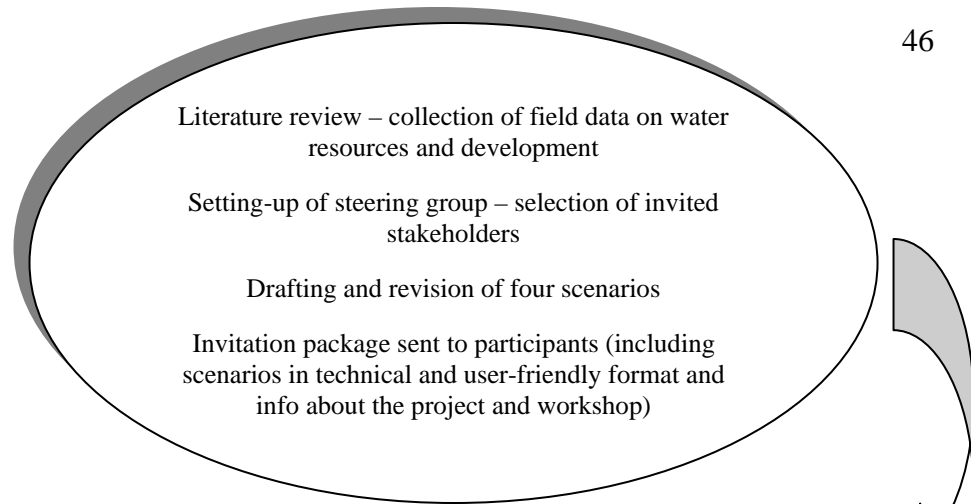 46
Literature review – collection of field data on water
resources and development
Setting-up of steering group – selection of invited
stakeholders
Drafting and revision of four scenarios
Invitation package sent to participants (including
scenarios in technical and user-friendly format and
info about the project and workshop)